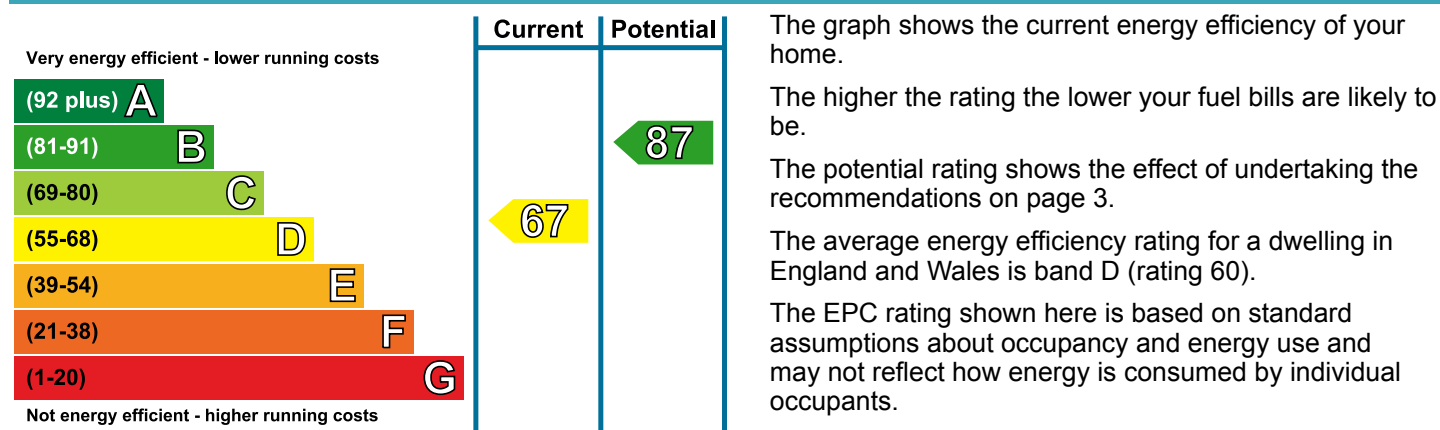 Current Potential
Very energy efficient - lower running costs
(92 plus) A
(81-91) B
87
(69-80) C
(55-68) D
67
(39-54) E
(21-38) F
(1-20) G
Not energy efficient - higher running costs
The graph shows the current energy efficiency of your
home.
The higher the rating the lower your fuel bills are likely to
be.
The potential rating shows the effect of undertaking the
recommendations on page 3.
The average energy efficiency rating for a dwelling in
England and Wales is band D (rating 60).
The EPC rating shown here is based on standard
assumptions about occupancy and energy use and
may not reflect how energy is consumed by individual
occupants.